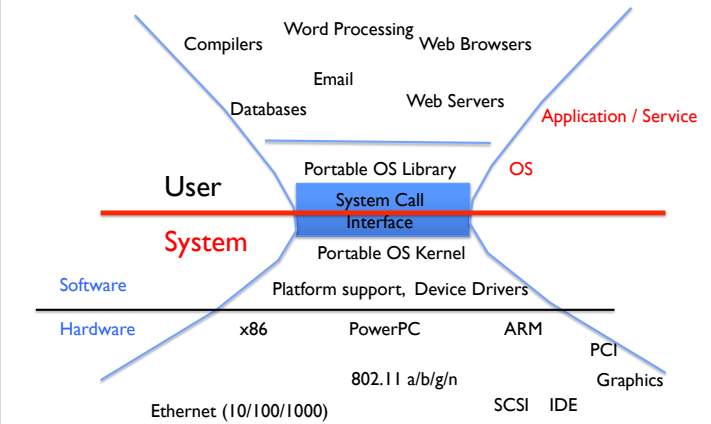 Word Processing
Compilers
Web Browsers
Email
Databases
Web Servers
Application / Service
Portable OS Library
OS
User
System Call
Interface
System
Portable OS Kernel
Software
Platform support, Device Drivers
Hardware
x86
PowerPC
ARM
PCI
802.11 a/b/g/n
Graphics
SCSI
IDE
Ethernet (10/100/1000)